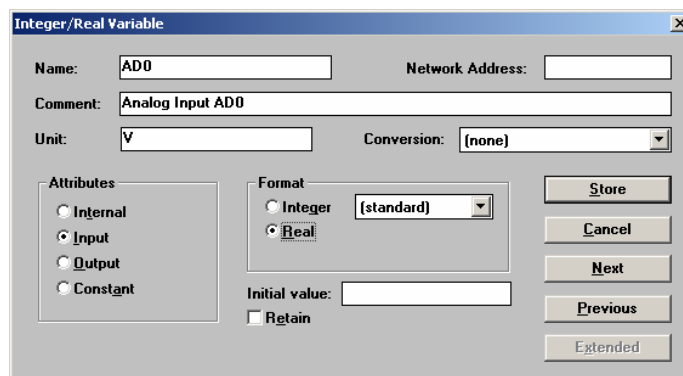 Integer/Real Variable
Name: AD0 Network Address:
Comment: Analog Input AD0
Unit: V Conversion: (none)
Attributes
Internal
Input
Output
Constant
Format
Integer (standard)
Real
Initial value:
Retain
Store
Cancel
Next
Previous
Extended